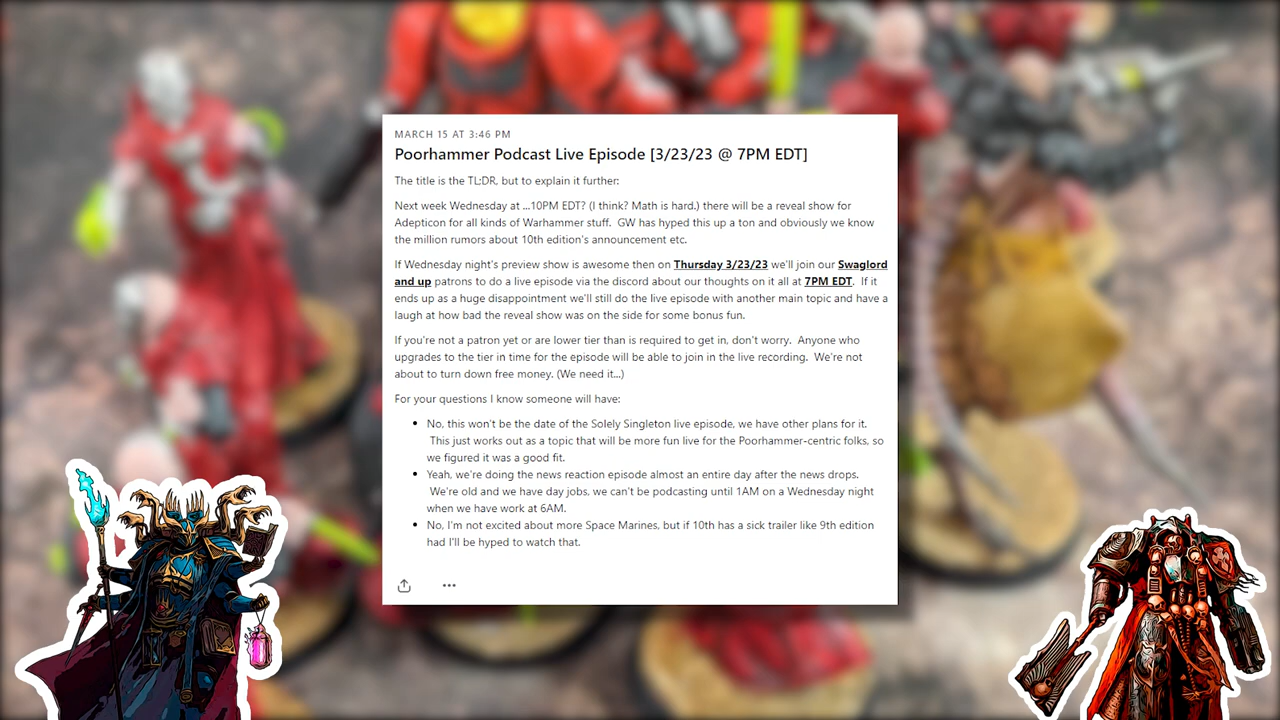 MARCH 15 AT 3:46 PM
Poorhammer Podcast Live Episode [3/23/23 @ 7PM EDT]
The title is the TL:DR, but to explain it further:
Next week Wednesday at ...10PM EDT? (I think? Math is hard.) there will be a reveal show for
Adepticon for all kinds of Warhammer stuff.  GW has hyped this up a ton and obviously we know
the million rumors about 10th edition's announcement etc.
If Wednesday night's preview show is awesome then on Thursday 3/23/23 we'll join our Swaglord
and up patrons to do a live episode via the discord about our thoughts on it all at 7PM EDT.  If it
ends up as a huge disappointment we'll still do the live episode with another main topic and have a
laugh at how bad the reveal show was on the side for some bonus fun.
If you're not a patron yet or are lower tier than is required to get in, don't worry.  Anyone who
upgrades to the tier in time for the episode will be able to join in the live recording.  We're not
about to turn down free money. (We need it...)
For your questions I know someone will have:
• No, this won't be the date of the Solely Singleton live episode, we have other plans for it.
This just works out as a topic that will be more fun live for the Poorhammer-centric folks, so
we figured it was a good fit.
• Yeah, we're doing the news reaction episode almost an entire day after the news drops.
We're old and we have day jobs, we can't be podcasting until 1AM on a Wednesday night
when we have work at 6AM.
• No, I'm not excited about more Space Marines, but if 10th has a sick trailer like 9th edition
had I'll be hyped to watch that.